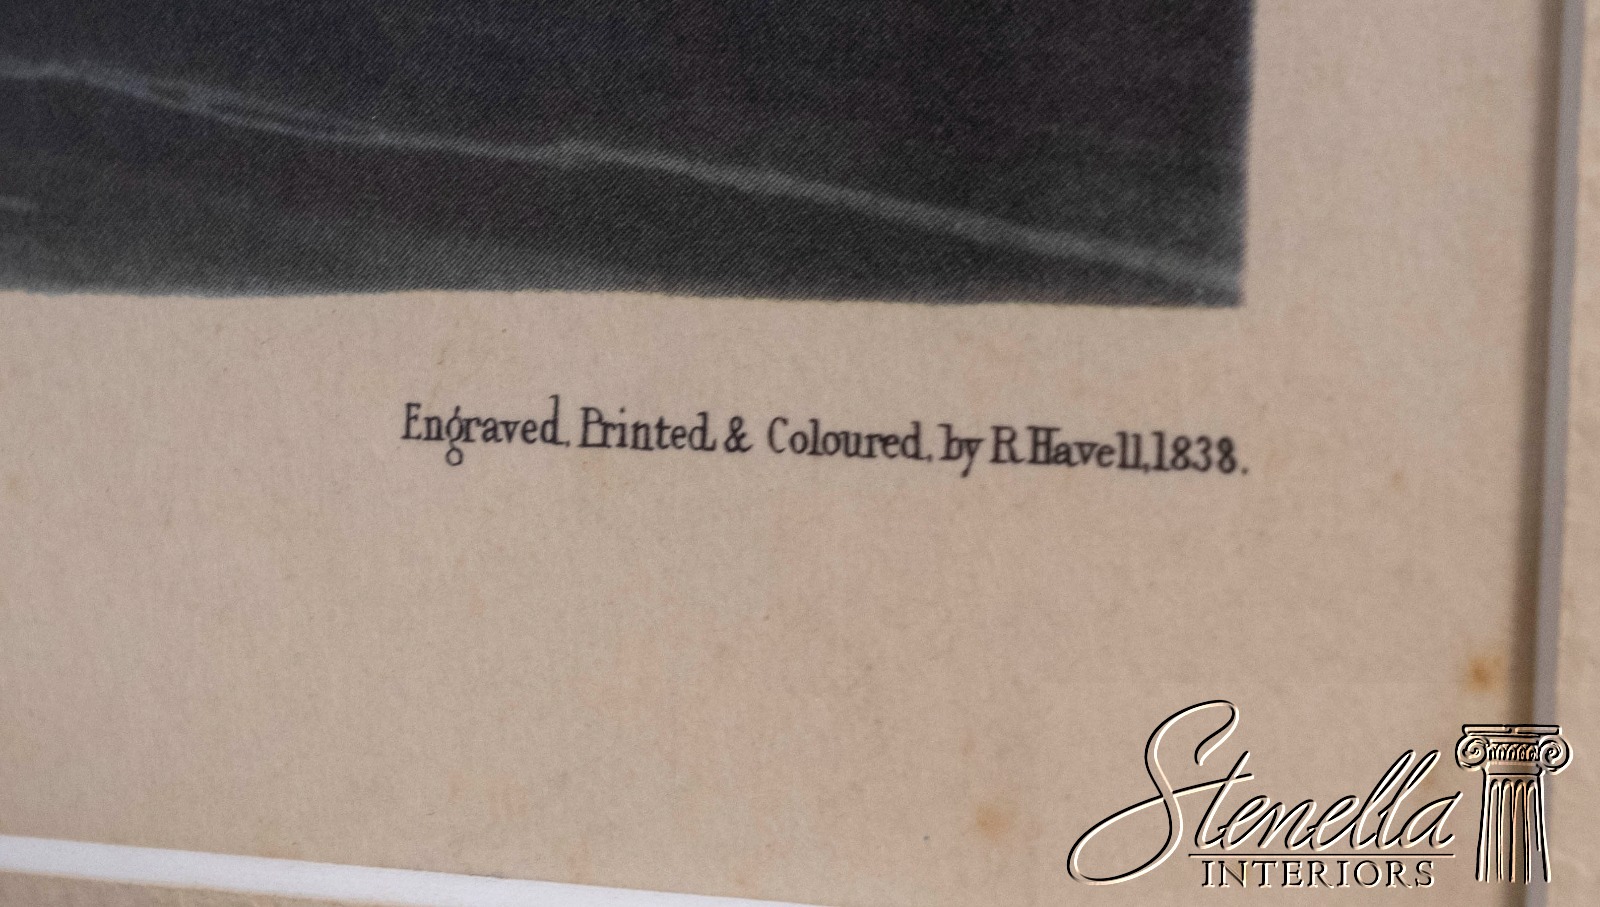 Engraved, Printed, & Coloured, by R Havell, 1838.
Stenella
INTERIORS